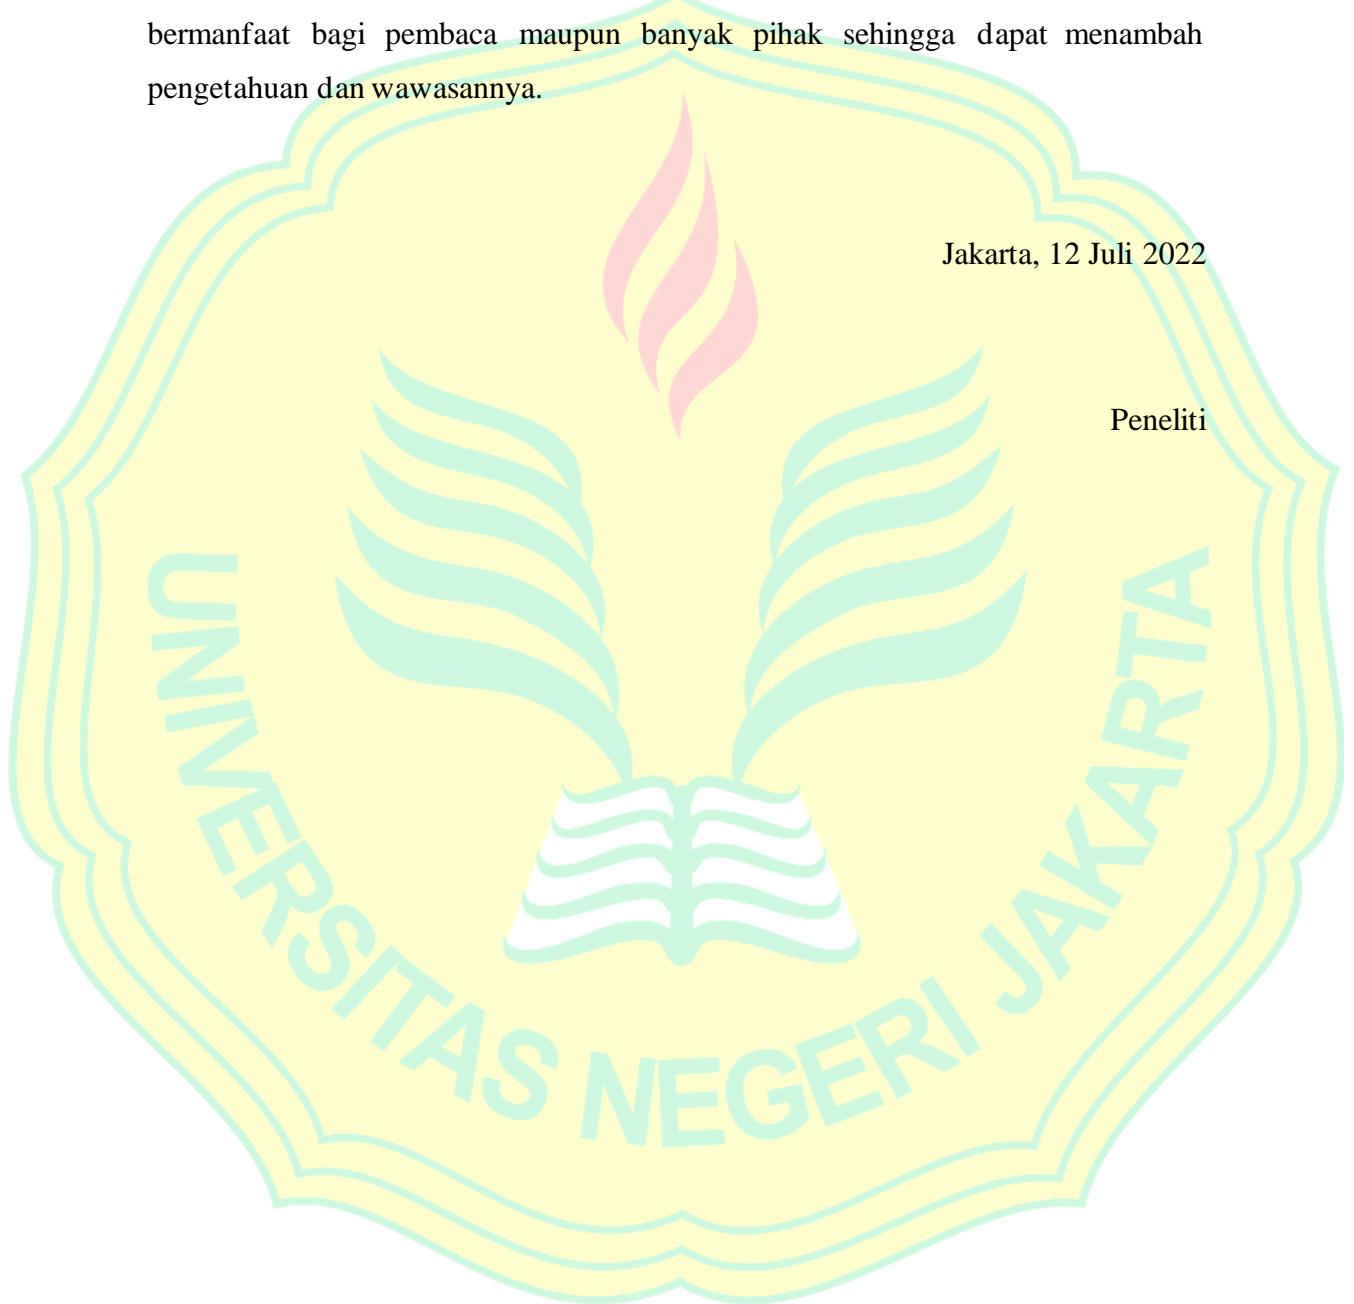 bermanfaat bagi pembaca maupun banyak pihak sehingga dapat menambah
pengetahuan dan wawasannya.
Jakarta, 12 Juli 2022
Peneliti
UNIVERSITAS NEGERI JAKARTA